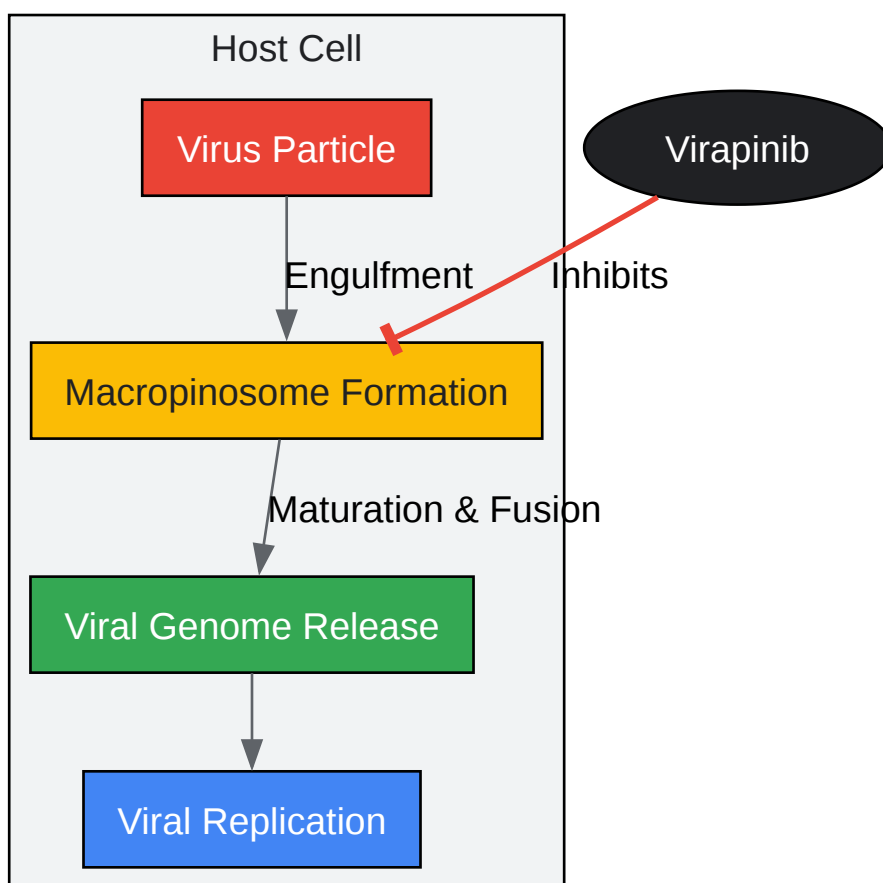 Host Cell
Virus Particle
Virapinib
Engulfment
Inhibits
Macropinosome Formation
Maturation & Fusion
Viral Genome Release
Viral Replication